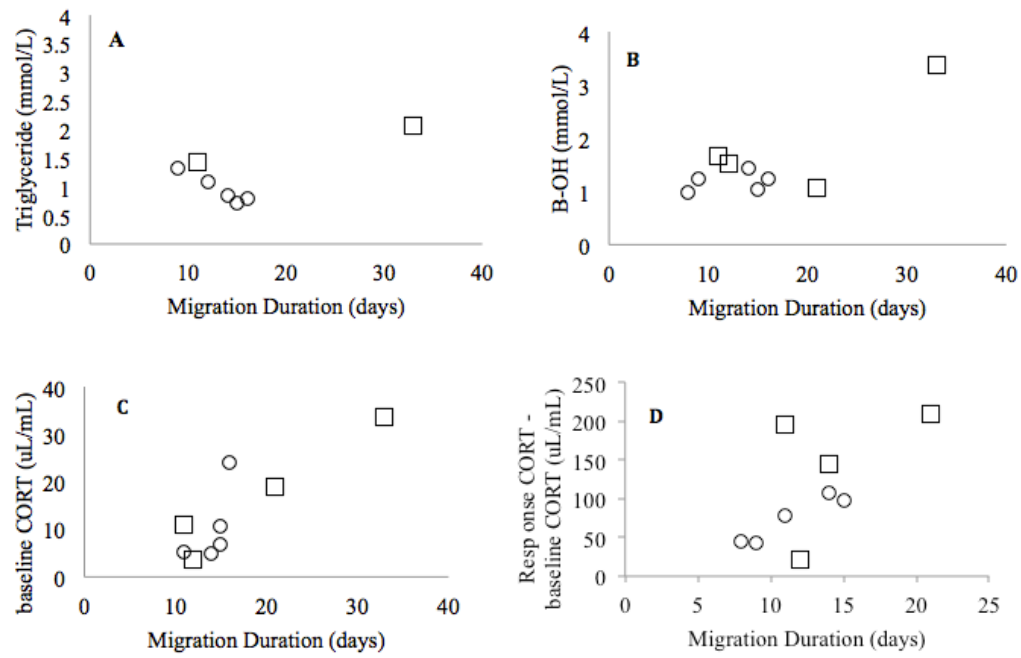 A
Triglyceride (mmol/L)
4
3.5
3
2.5
2
1.5
1
0.5
0
0 10 20 30 40
Migration Duration (days)
B
B-OH (mmol/L)
4
3
2
1
0
0 10 20 30 40
Migration Duration (days)
C
baseline CORT (uL/mL)
40
30
20
10
0
0 10 20 30 40
Migration Duration (days)
D
Resp onse CORT -
baseline CORT (uL/mL)
250
200
150
100
50
0
0 5 10 15 20 25
Migration Duration (days)